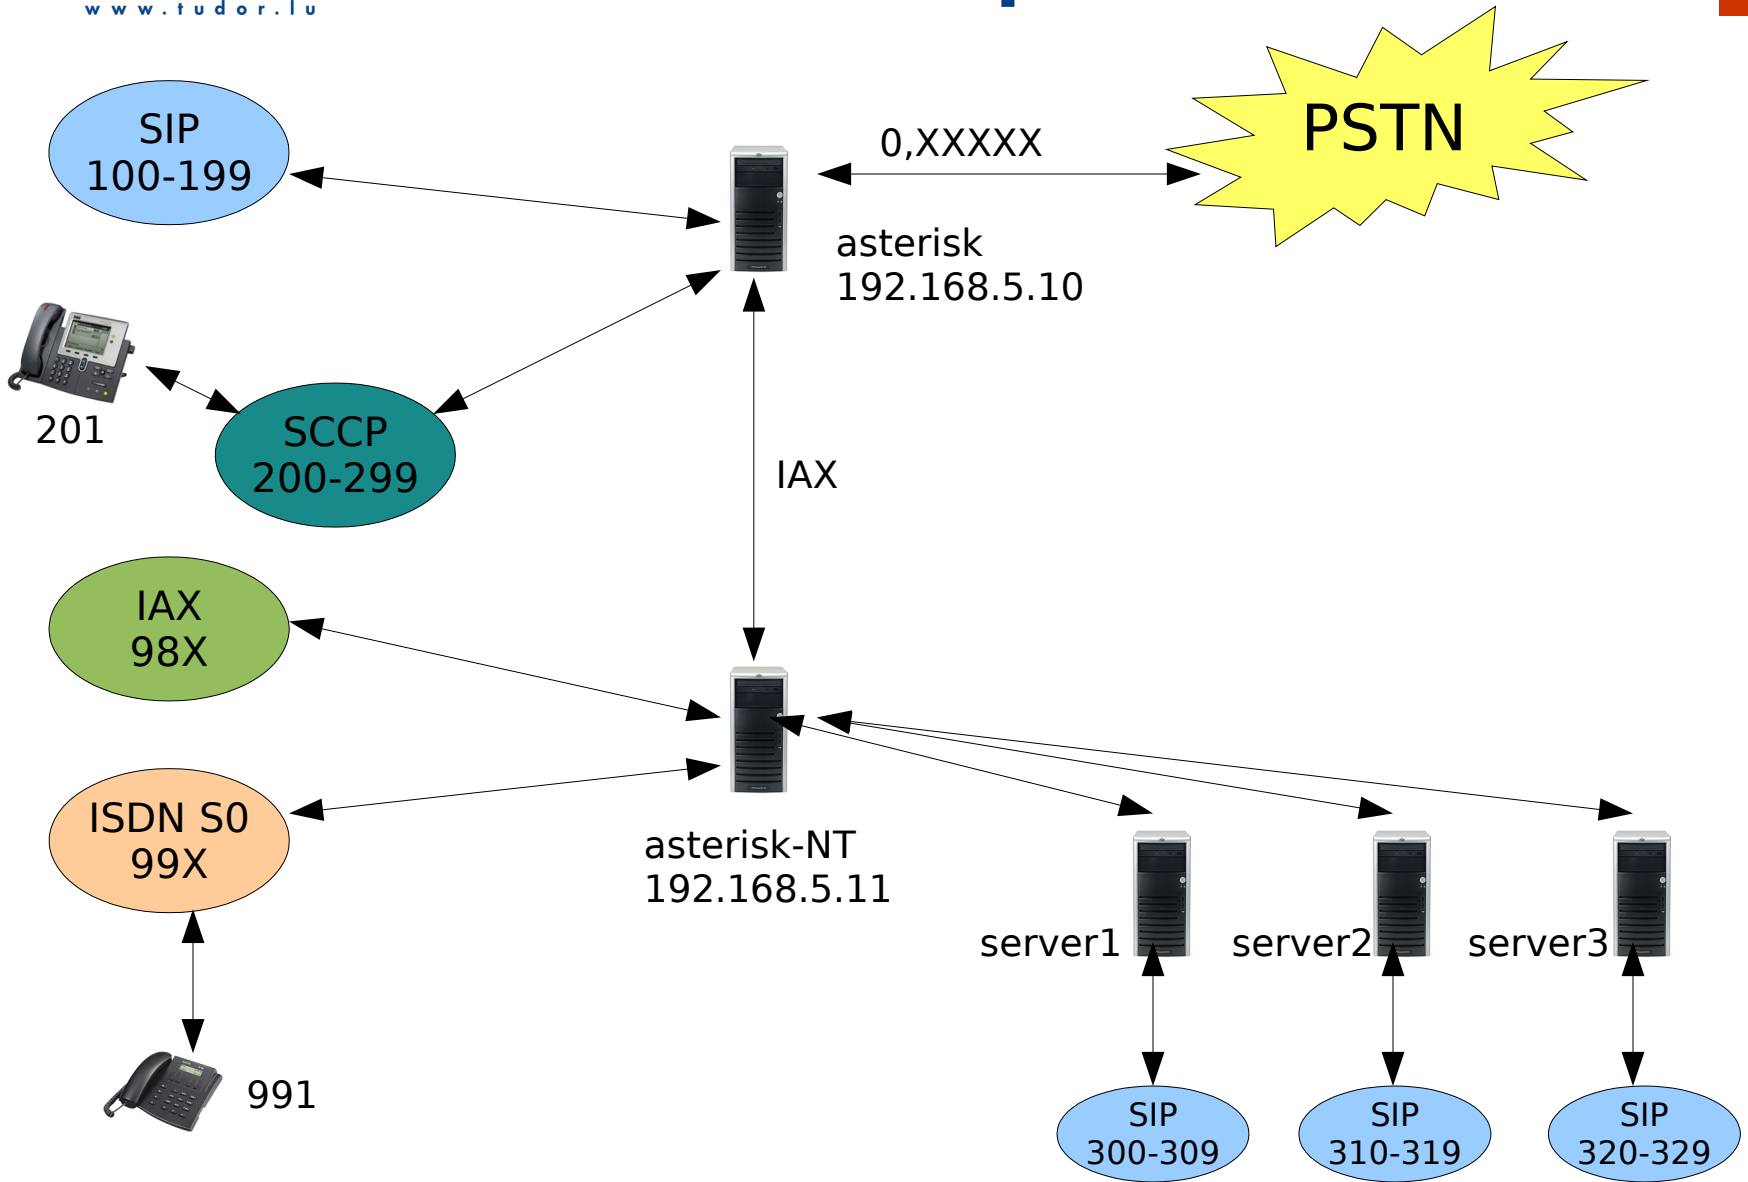 www.tudor.lu
SIP
100-199
0,XXXXX
PSTN
asterisk
192.168.5.10
201
SCCP
200-299
IAX
IAX
98X
ISDN S0
99X
asterisk-NT
192.168.5.11
server1
server2
server3
991
SIP
300-309
SIP
310-319
SIP
320-329